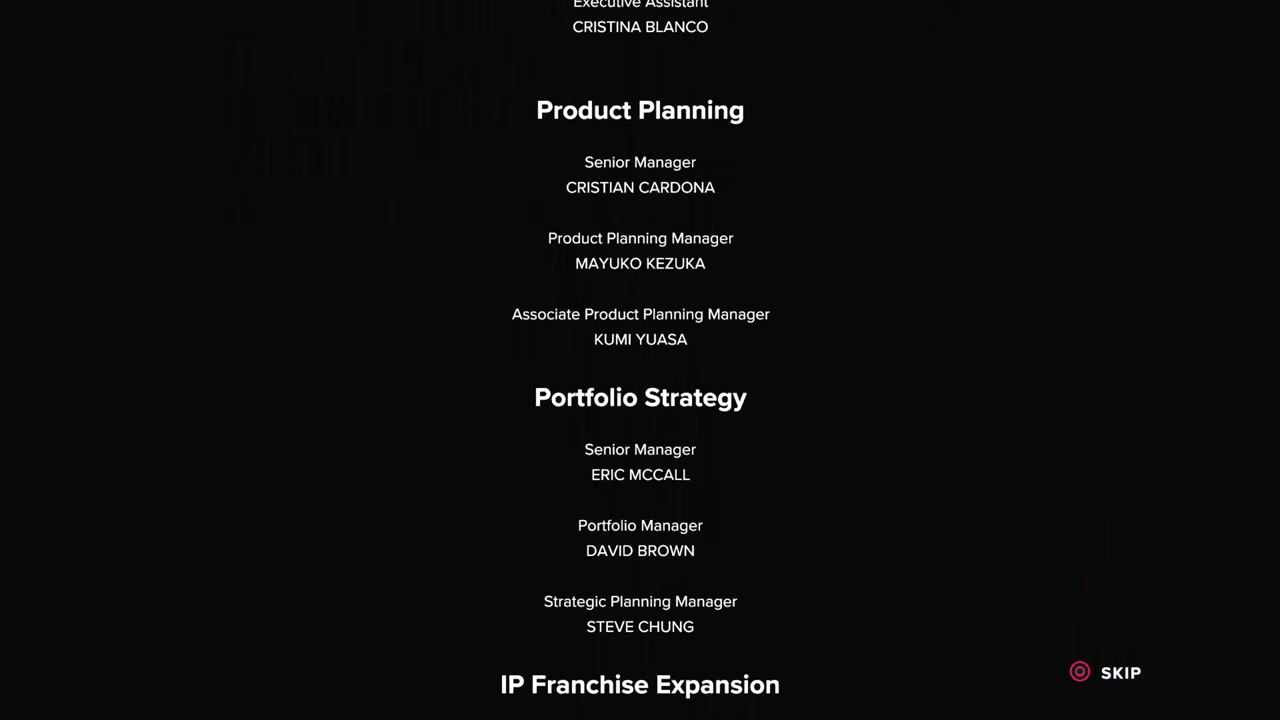 Executive Assistant
CRISTINA BLANCO
Product Planning
Senior Manager
CRISTIAN CARDONA
Product Planning Manager
MAYUKO KEZUKA
Associate Product Planning Manager
KUMI YUASA
Portfolio Strategy
Senior Manager
ERIC MCCALL
Portfolio Manager
DAVID BROWN
Strategic Planning Manager
STEVE CHUNG
SKIP
IP Franchise Expansion